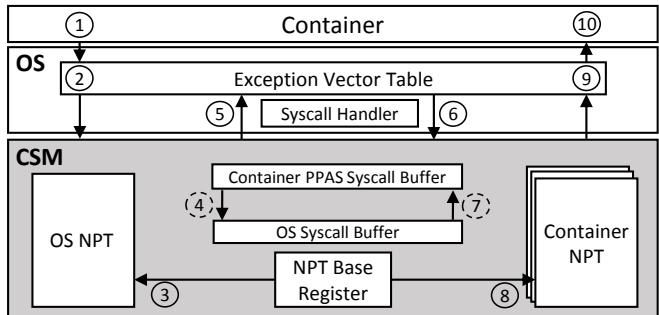 1 Container 10
OS
2 Exception Vector Table 9
5 Syscall Handler 6
CSM
Container PPAS Syscall Buffer
4 7
OS Syscall Buffer
OS NPT
Container
NPT
NPT Base
Register
3 8